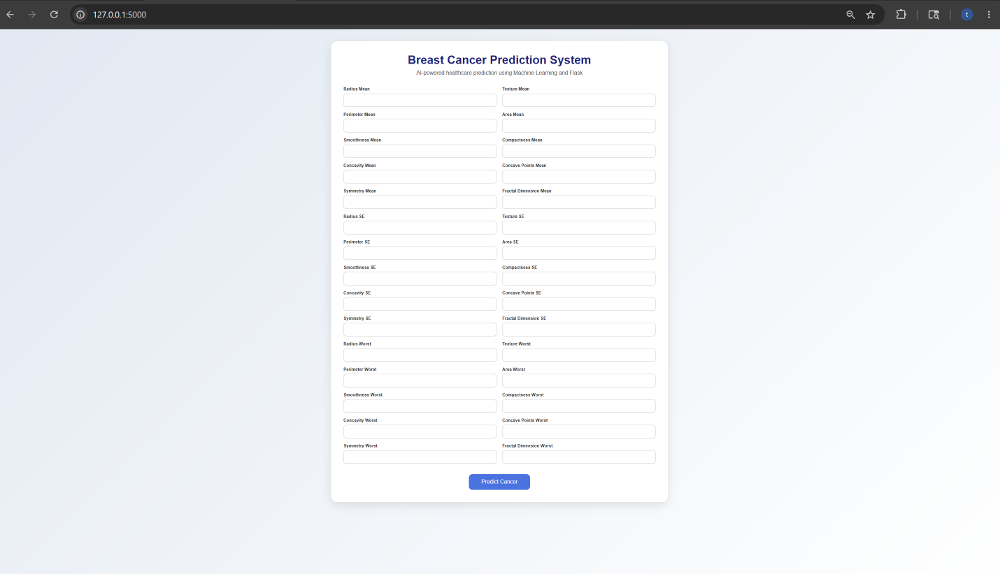 127.0.0.1:5000
t
Breast Cancer Prediction System
AI-powered healthcare prediction using Machine Learning and Flask
Radius Mean Texture Mean
Perimeter Mean Area Mean
Smoothness Mean Compactness Mean
Concavity Mean Concave Points Mean
Symmetry Mean Fractal Dimension Mean
Radius SE Texture SE
Perimeter SE Area SE
Smoothness SE Compactness SE
Concavity SE Concave Points SE
Symmetry SE Fractal Dimension SE
Radius Worst Texture Worst
Perimeter Worst Area Worst
Smoothness Worst Compactness Worst
Concavity Worst Concave Points Worst
Symmetry Worst Fractal Dimension Worst
Predict Cancer